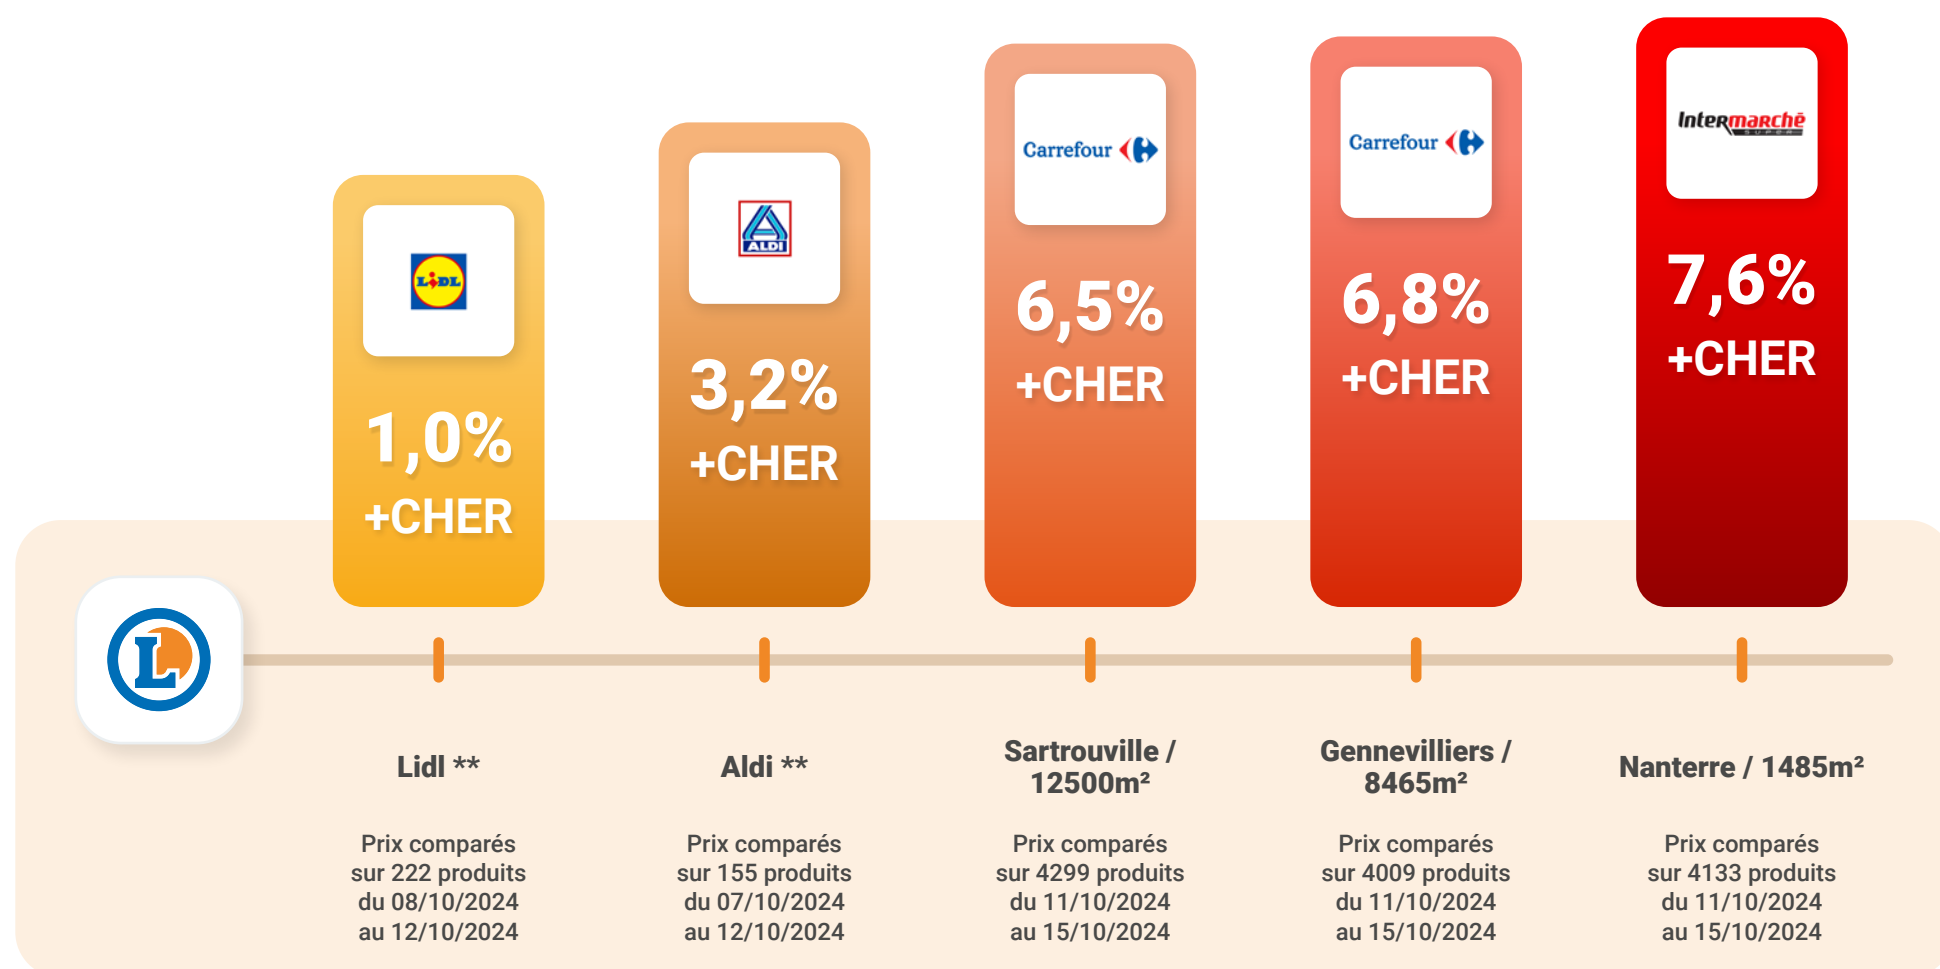 LIDL
1,0%
+CHER
ALDI
3,2%
+CHER
Carrefour
6,5%
+CHER
Carrefour
6,8%
+CHER
Intermarchē
SUPER
7,6%
+CHER
L
Lidl **
Prix comparés
sur 222 produits
du 08/10/2024
au 12/10/2024
Aldi **
Prix comparés
sur 155 produits
du 07/10/2024
au 12/10/2024
Sartrouville /
12500m²
Prix comparés
sur 4299 produits
du 11/10/2024
au 15/10/2024
Gennevilliers /
8465m²
Prix comparés
sur 4009 produits
du 11/10/2024
au 15/10/2024
Nanterre / 1485m²
Prix comparés
sur 4133 produits
du 11/10/2024
au 15/10/2024